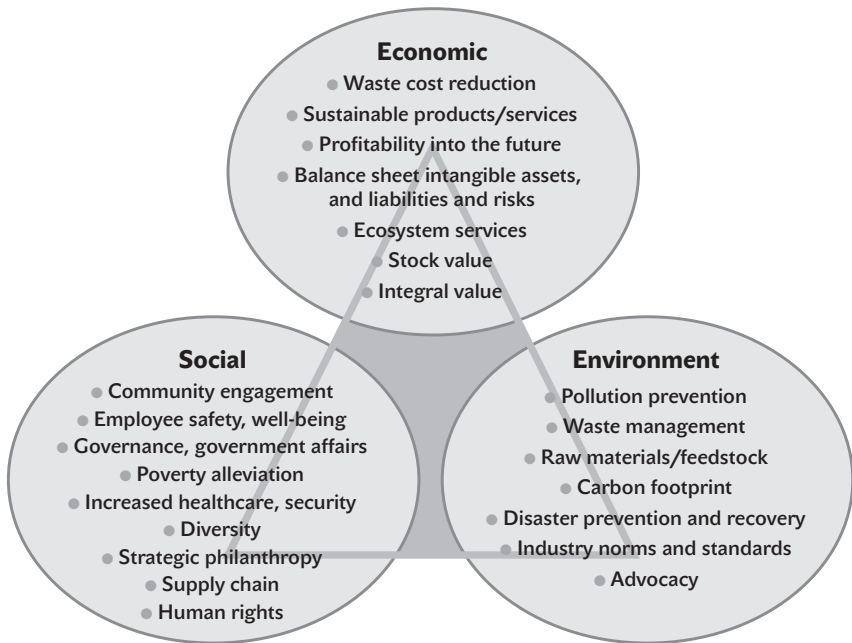 Economic
● Waste cost reduction
● Sustainable products/services
● Profitability into the future
● Balance sheet intangible assets,
and liabilities and risks
● Ecosystem services
● Stock value
● Integral value
Social
● Community engagement
● Employee safety, well-being
● Governance, government affairs
● Poverty alleviation
● Increased healthcare, security
● Diversity
● Strategic philanthropy
● Supply chain
● Human rights
Environment
● Pollution prevention
● Waste management
● Raw materials/feedstock
● Carbon footprint
● Disaster prevention and recovery
● Industry norms and standards
● Advocacy